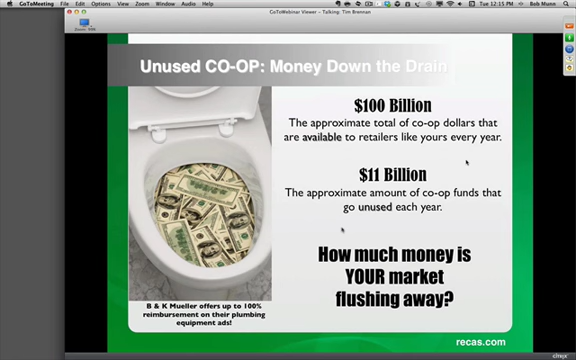 GoToMeeting File Edit Options Zoom Window Audio Help
Tue 12:15 PM Bob Munn
GoToWebinar Viewer - Talking: Tim Brennan
Unused CO-OP: Money Down the Drain
$100 Billion
The approximate total of co-op dollars that
are available to retailers like yours every year.
$11 Billion
The approximate amount of co-op funds that
go unused each year.
How much money is
YOUR market
flushing away?
B & K Mueller offers up to 100%
reimbursement on their plumbing
equipment ads!
recas.com
CITRIX